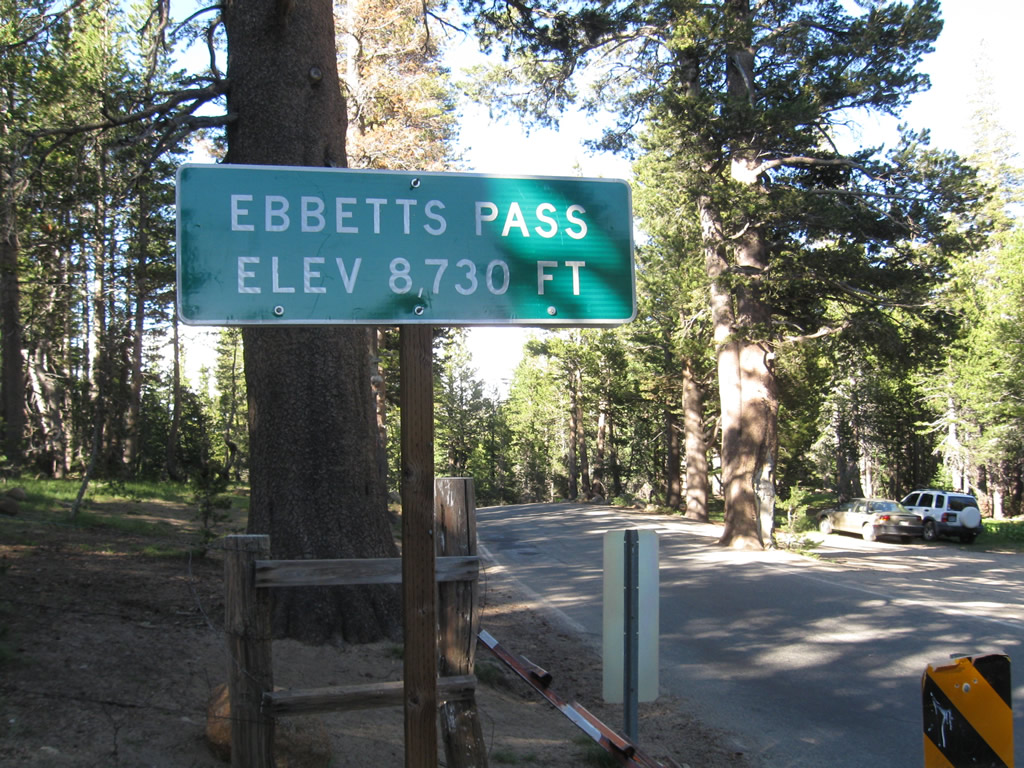 EBBETTS PASS
ELEV 8,730 FT